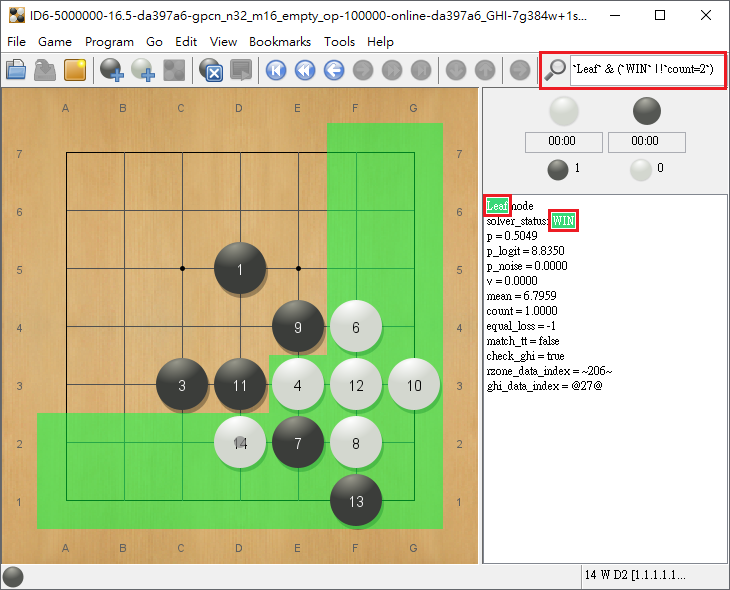 ID6-5000000-16.5-da397a6-gpcn_n32_m16_empty_op-100000-online-da397a6_GHI-7g384w+1s...
File Game Program Go Edit View Bookmarks Tools Help
`Leaf` & (`WIN` ||`count=2`)
A B C D E F G
00:00 00:00
7 7
1 0
6 6
Leaf node
solver_status: WIN
p = 0.5049
p_logit = 8.8350
p_noise = 0.0000
v = 0.0000
mean = 6.7959
count = 1.0000
equal_loss = -1
match_tt = false
check_ghi = true
rzone_data_index = ~206~
ghi_data_index = @27@
5 1 5
4 9 6 4
3 3 11 4 12 10 3
2 14 7 8 2
1 13 1
A B C D E F G
14 W D2 [1.1.1.1.1...